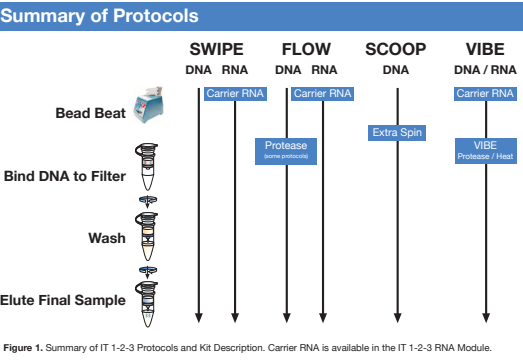 Summary of Protocols
SWIPE FLOW SCOOP VIBE
DNA RNA DNA RNA DNA DNA / RNA
Carrier RNA Carrier RNA Carrier RNA
Bead Beat
Extra Spin
Protease
(some protocols)
VIBE
Protease / Heat
Bind DNA to Filter
Wash
Elute Final Sample
Figure 1. Summary of IT 1-2-3 Protocols and Kit Description. Carrier RNA is available in the IT 1-2-3 RNA Module.